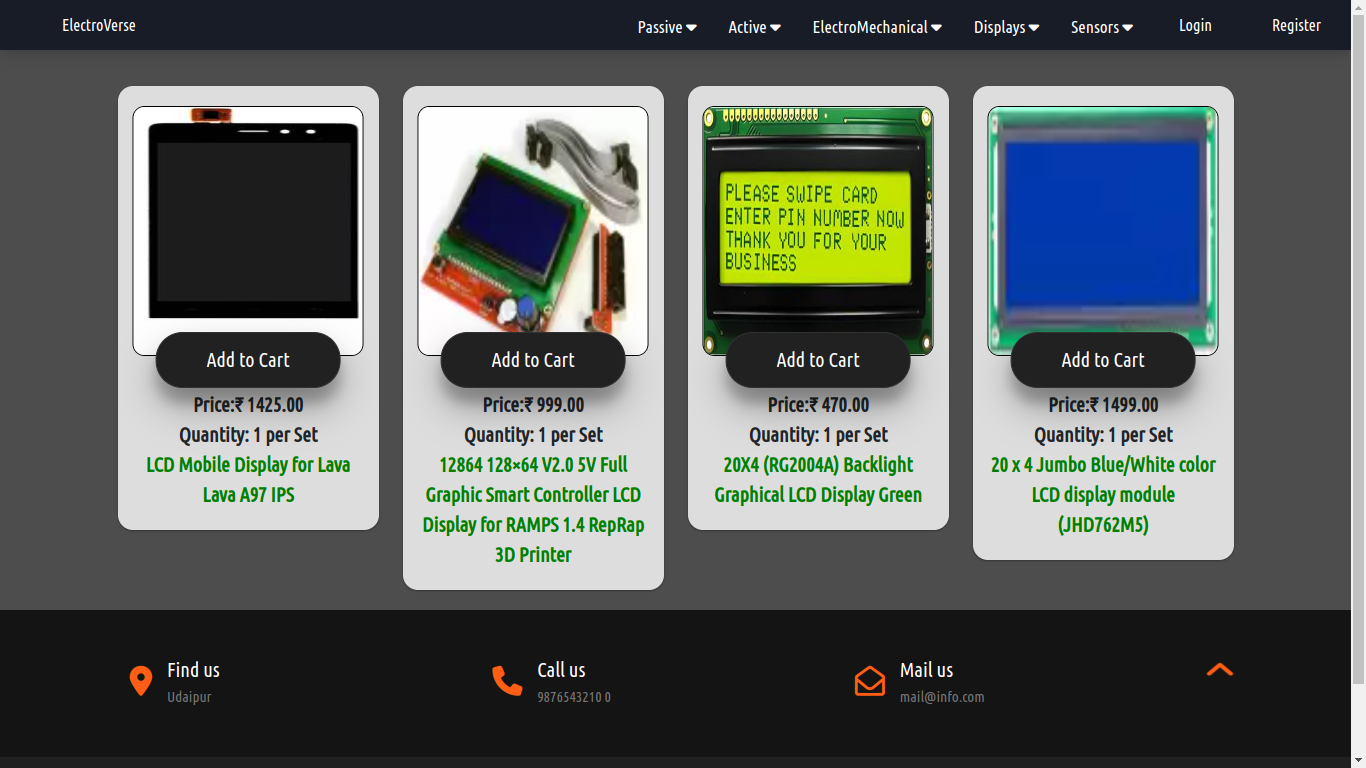 ElectroVerse Passive Active ElectroMechanical Displays Sensors Login Register
PLEASE SWIPE CARD
ENTER PIN NUMBER NOW
THANK YOU FOR YOUR
BUSINESS
Add to Cart
Price:₹ 1425.00
Quantity: 1 per Set
LCD Mobile Display for Lava
Lava A97 IPS
Add to Cart
Price:₹ 999.00
Quantity: 1 per Set
12864 128×64 V2.0 5V Full
Graphic Smart Controller LCD
Display for RAMPS 1.4 RepRap
3D Printer
Add to Cart
Price:₹ 470.00
Quantity: 1 per Set
20X4 (RG2004A) Backlight
Graphical LCD Display Green
Add to Cart
Price:₹ 1499.00
Quantity: 1 per Set
20 x 4 Jumbo Blue/White color
LCD display module
(JHD762M5)
Find us
Udaipur
Call us
9876543210 0
Mail us
mail@info.com